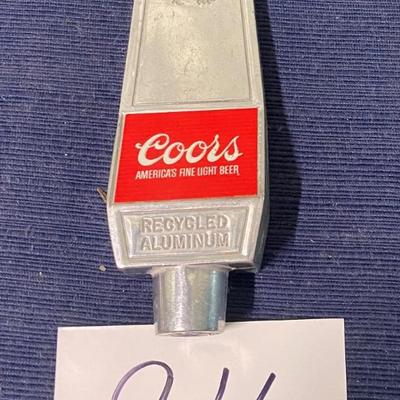 Coors
AMERICA'S FINE LIGHT BEER
RECYCLED
ALUMINUM